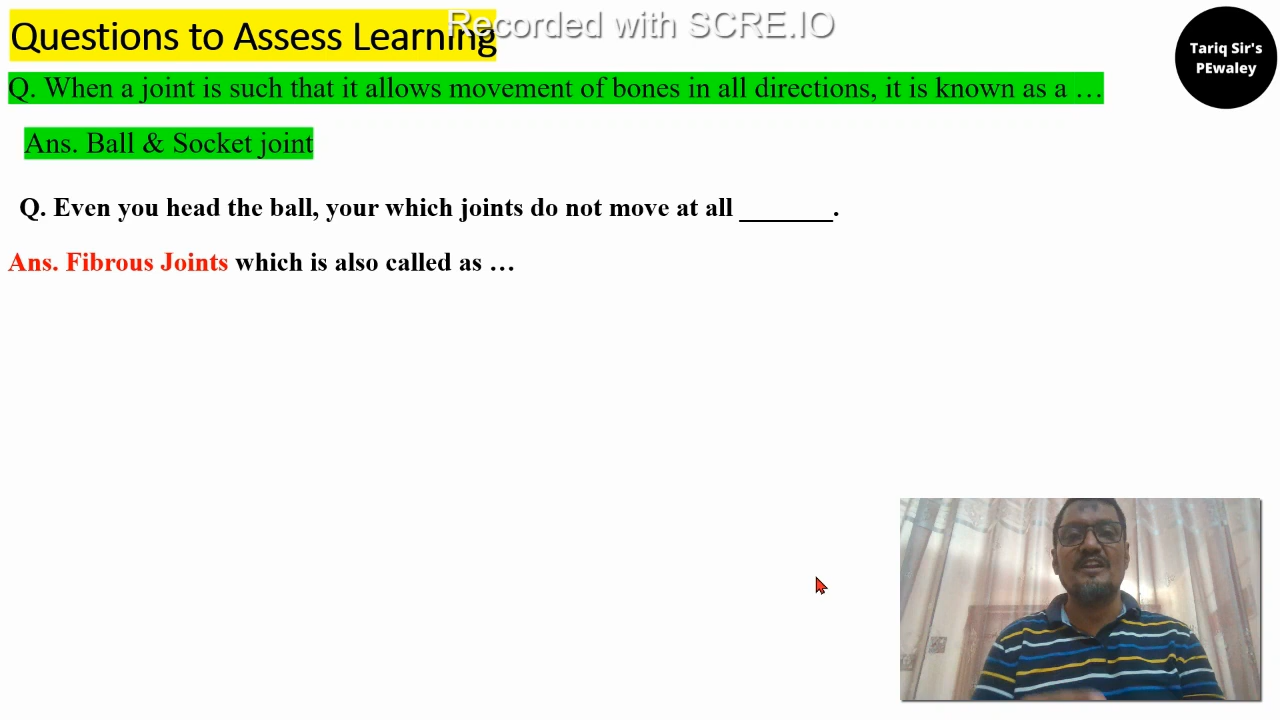 Questions to Assess Learning
Recorded with SCRE.IO
Tariq Sir's
PEwaley
Q. When a joint is such that it allows movement of bones in all directions, it is known as a …
Ans. Ball & Socket joint
Q. Even you head the ball, your which joints do not move at all _______.
Ans. Fibrous Joints which is also called as …